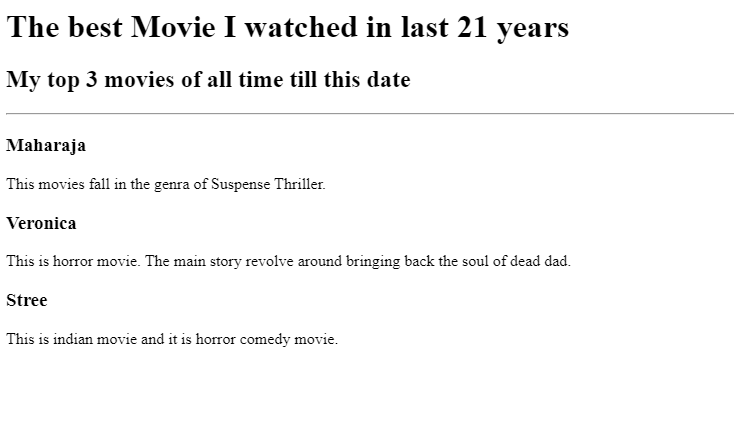 The best Movie I watched in last 21 years
My top 3 movies of all time till this date
Maharaja
This movies fall in the genra of Suspense Thriller.
Veronica
This is horror movie. The main story revolve around bringing back the soul of dead dad.
Stree
This is indian movie and it is horror comedy movie.